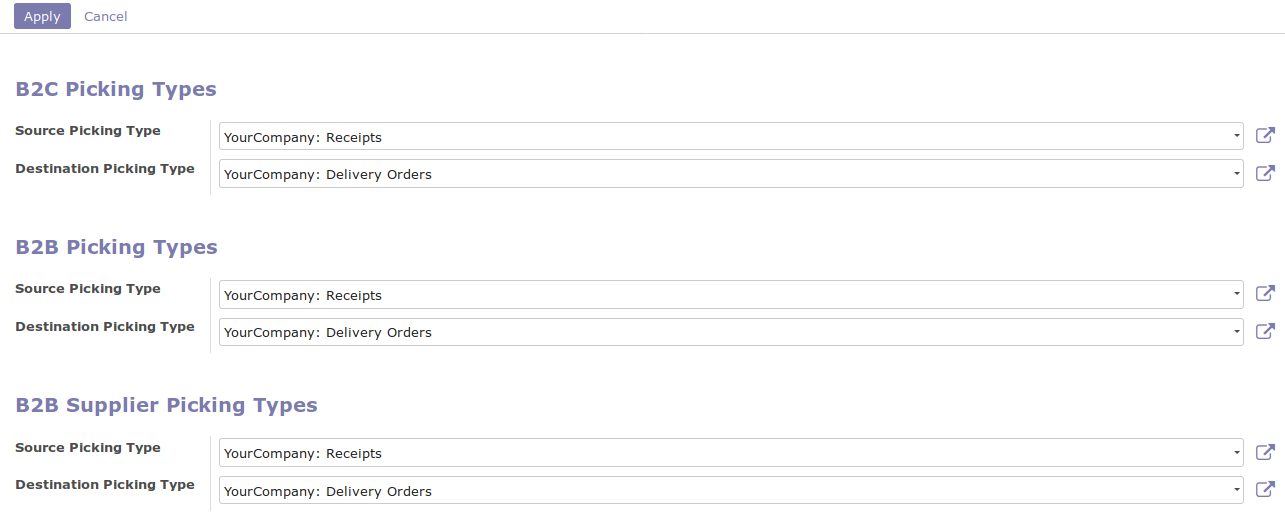 Apply Cancel
B2C Picking Types
Source Picking Type YourCompany: Receipts
Destination Picking Type YourCompany: Delivery Orders
B2B Picking Types
Source Picking Type YourCompany: Receipts
Destination Picking Type YourCompany: Delivery Orders
B2B Supplier Picking Types
Source Picking Type YourCompany: Receipts
Destination Picking Type YourCompany: Delivery Orders